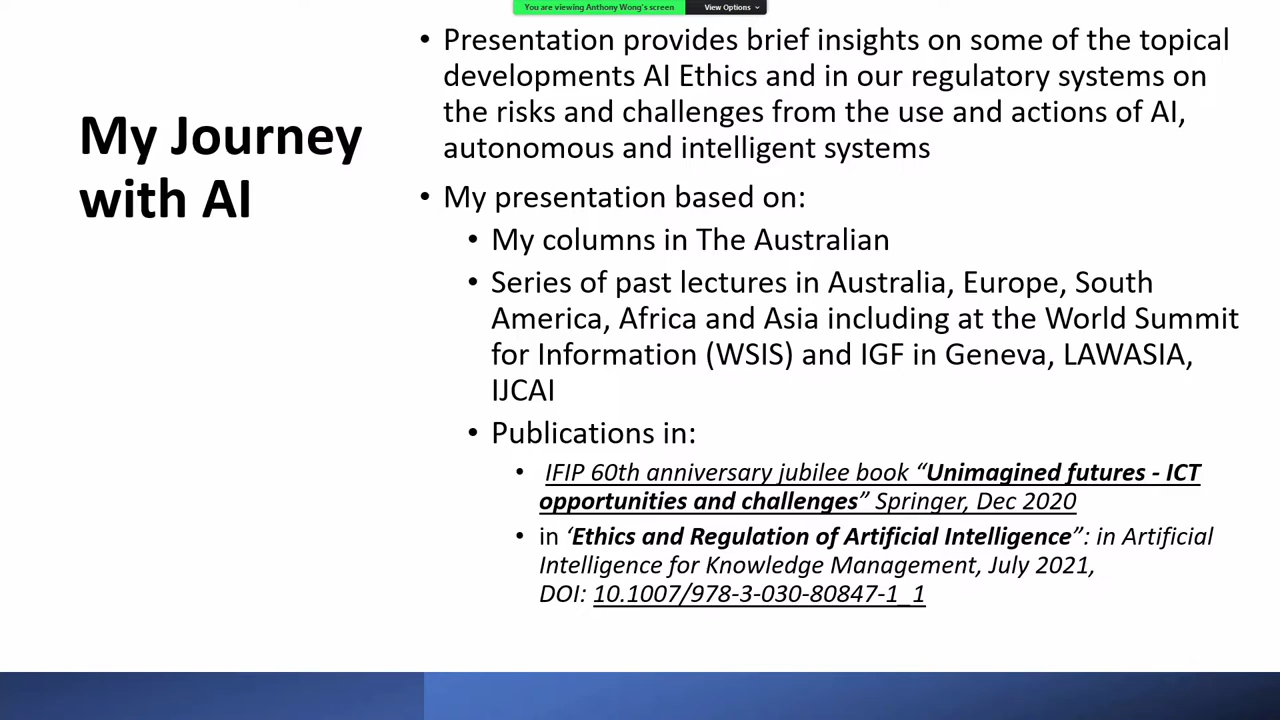 You are viewing Anthony Wong's screen
View Options
My Journey
with AI
• Presentation provides brief insights on some of the topical
developments AI Ethics and in our regulatory systems on
the risks and challenges from the use and actions of AI,
autonomous and intelligent systems
• My presentation based on:
• My columns in The Australian
• Series of past lectures in Australia, Europe, South
America, Africa and Asia including at the World Summit
for Information (WSIS) and IGF in Geneva, LAWASIA,
IJCAI
• Publications in:
• IFIP 60th anniversary jubilee book “Unimagined futures - ICT
opportunities and challenges” Springer, Dec 2020
• in ‘Ethics and Regulation of Artificial Intelligence”: in Artificial
Intelligence for Knowledge Management, July 2021,
DOI: 10.1007/978-3-030-80847-1_1